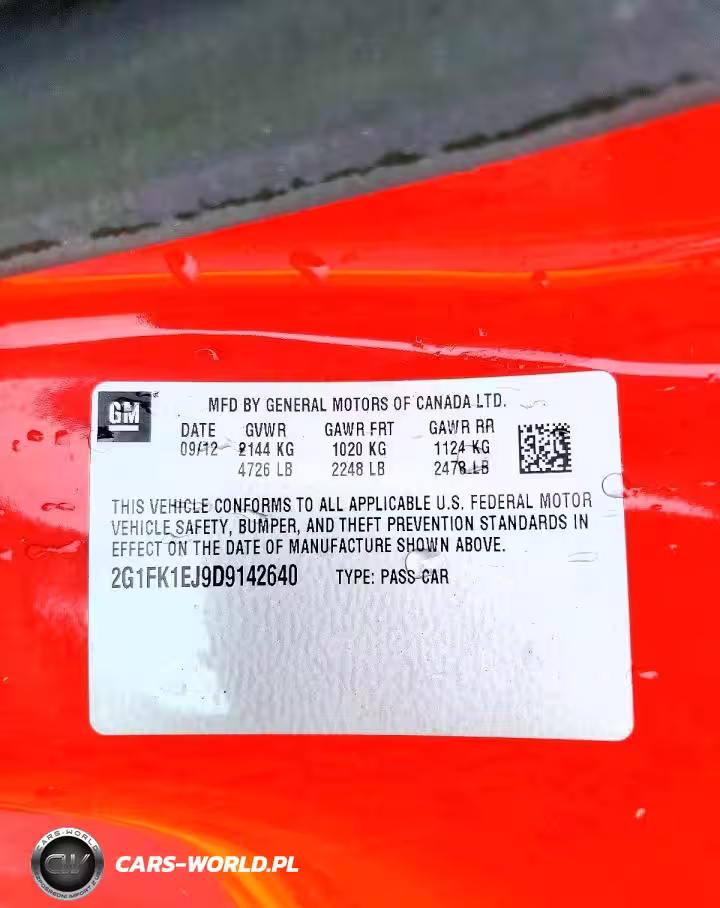 GM
MFD BY GENERAL MOTORS OF CANADA LTD.
DATE GVWR GAWR FRT GAWR RR
09/12 2144 KG 1020 KG 1124 KG
4726 LB 2248 LB 2478 LB
THIS VEHICLE CONFORMS TO ALL APPLICABLE U.S. FEDERAL MOTOR
VEHICLE SAFETY, BUMPER, AND THEFT PREVENTION STANDARDS IN
EFFECT ON THE DATE OF MANUFACTURE SHOWN ABOVE.
2G1FK1EJ9D9142640 TYPE: PASS CAR
CARS-WORLD
CW
CARS-WORLD.PL